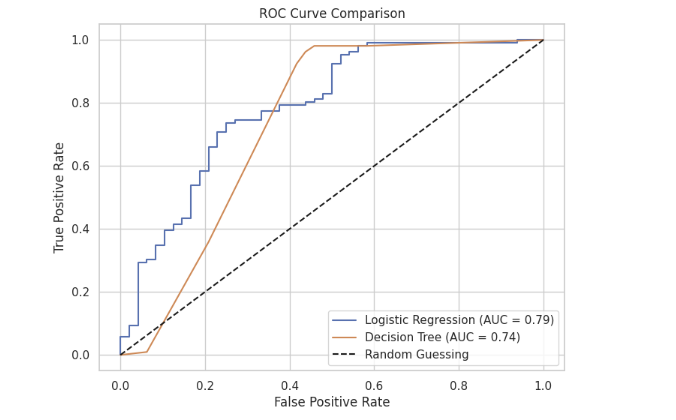 ROC Curve Comparison
True Positive Rate
1.0
0.8
0.6
0.4
0.2
0.0
Logistic Regression (AUC = 0.79)
Decision Tree (AUC = 0.74)
Random Guessing
0.0 0.2 0.4 0.6 0.8 1.0
False Positive Rate